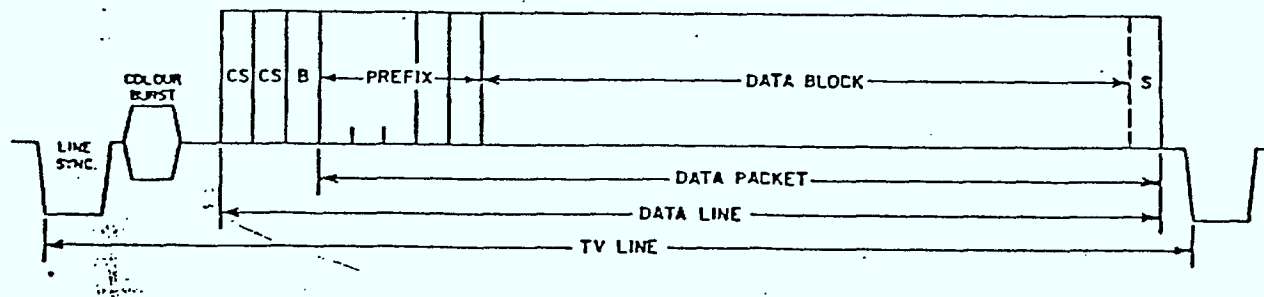 COLOUR
BURST
LINE
SYNC.
CS CS B PREFIX DATA BLOCK S
DATA PACKET
DATA LINE
TV LINE